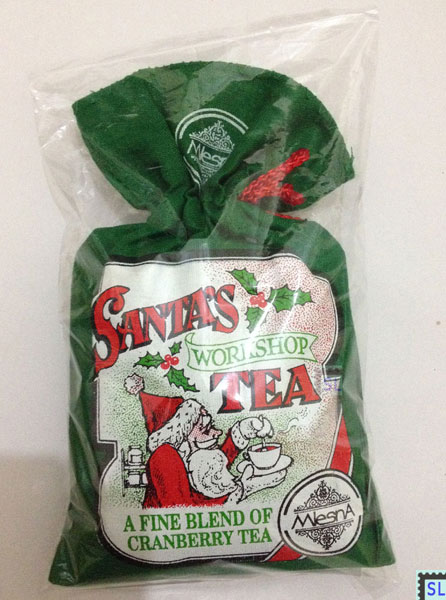 MlesnA
SANTA'S
WORKSHOP
TEA
A FINE BLEND OF
CRANBERRY TEA
MlesnA
SL